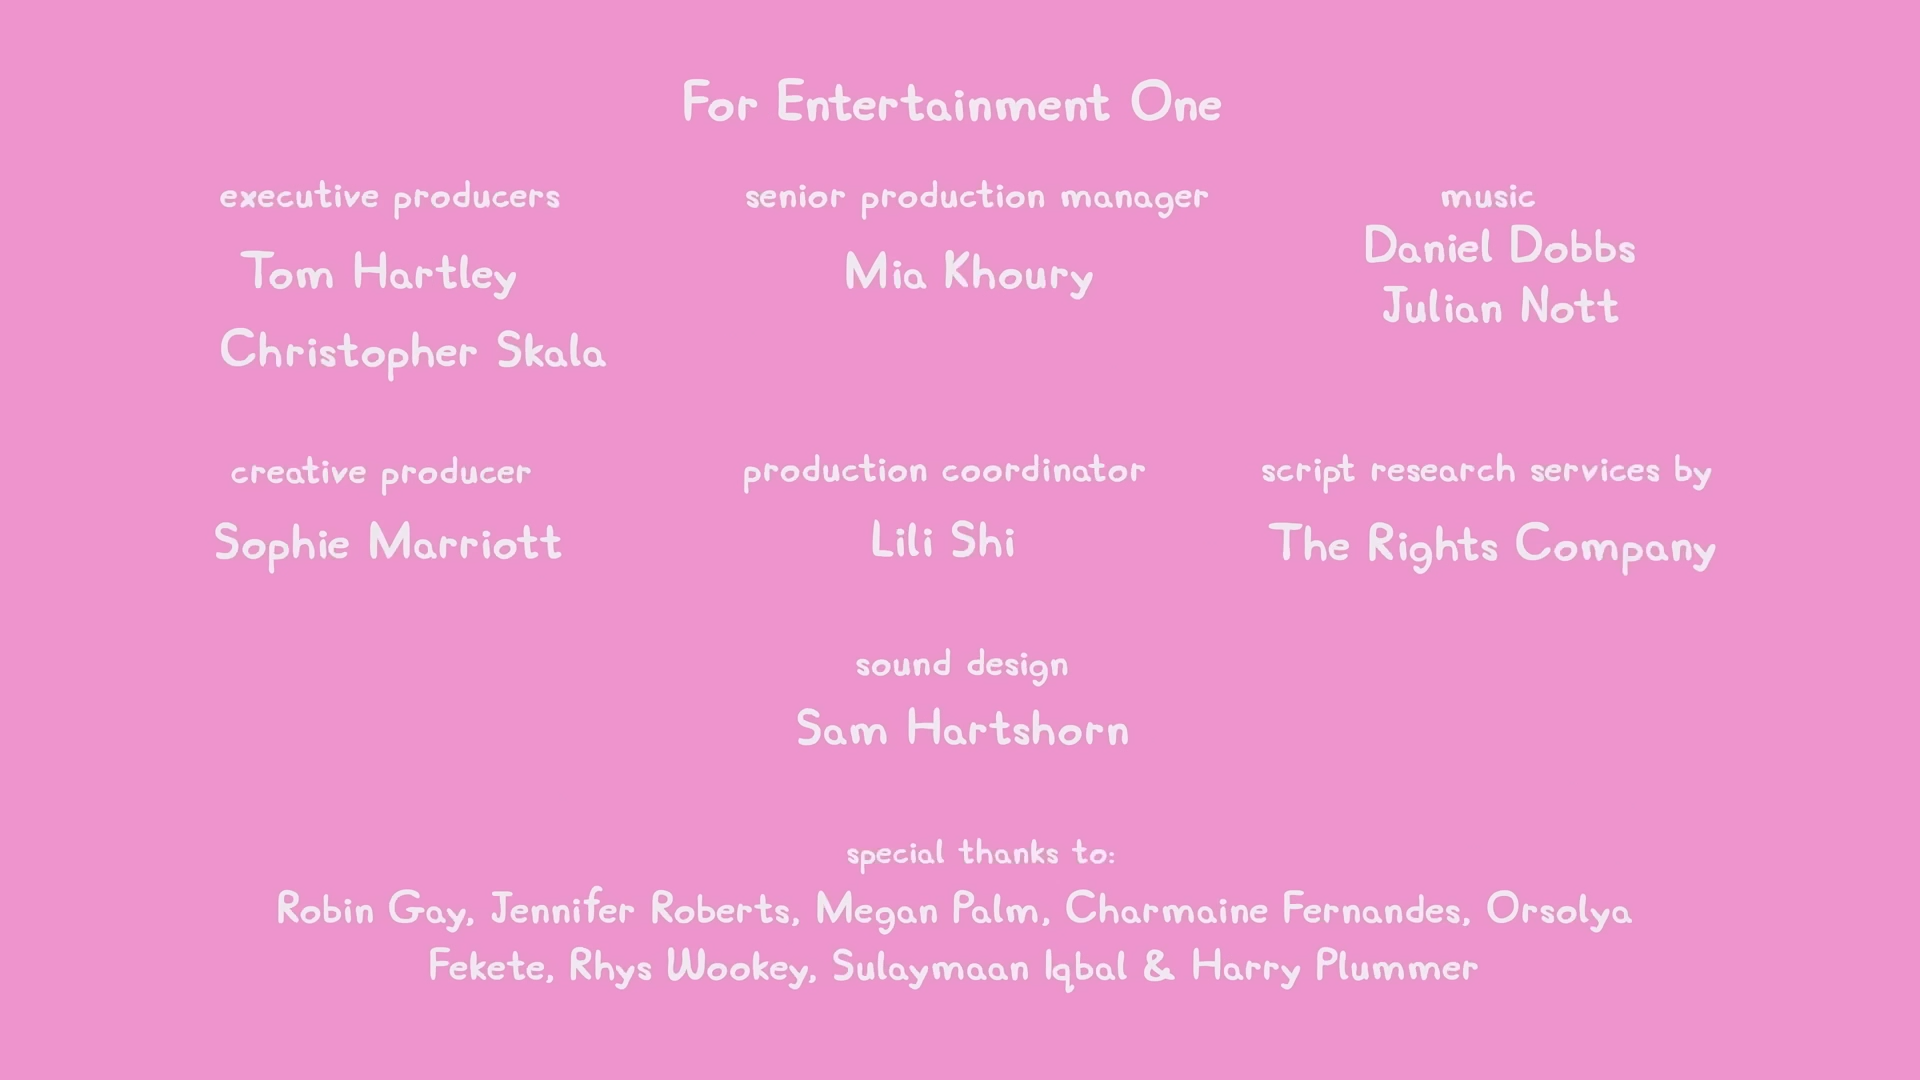 For Entertainment One
executive producers
Tom Hartley
Christopher Skala
senior production manager
Mia Khoury
music
Daniel Dobbs
Julian Nott
creative producer
Sophie Marriott
production coordinator
Lili Shi
script research services by
The Rights Company
sound design
Sam Hartshorn
special thanks to:
Robin Gay, Jennifer Roberts, Megan Palm, Charmaine Fernandes, Orsolya
Fekete, Rhys Wookey, Sulaymaan Iqbal & Harry Plummer